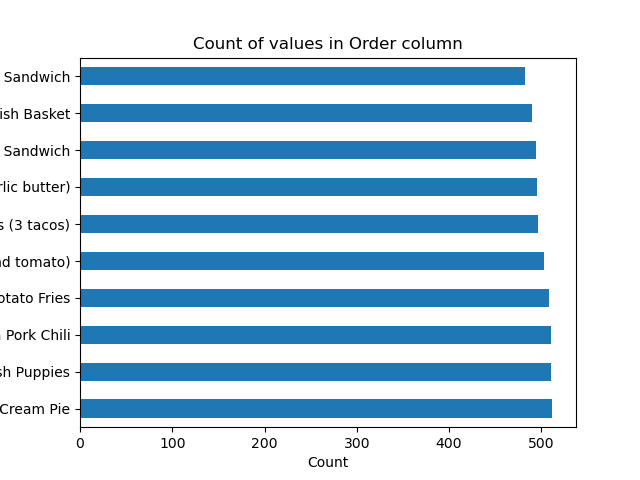 Count of values in Order column
Sandwich
ish Basket
Sandwich
rlic butter)
s (3 tacos)
nd tomato)
otato Fries
Pork Chili
sh Puppies
Cream Pie
0 100 200 300 400 500
Count